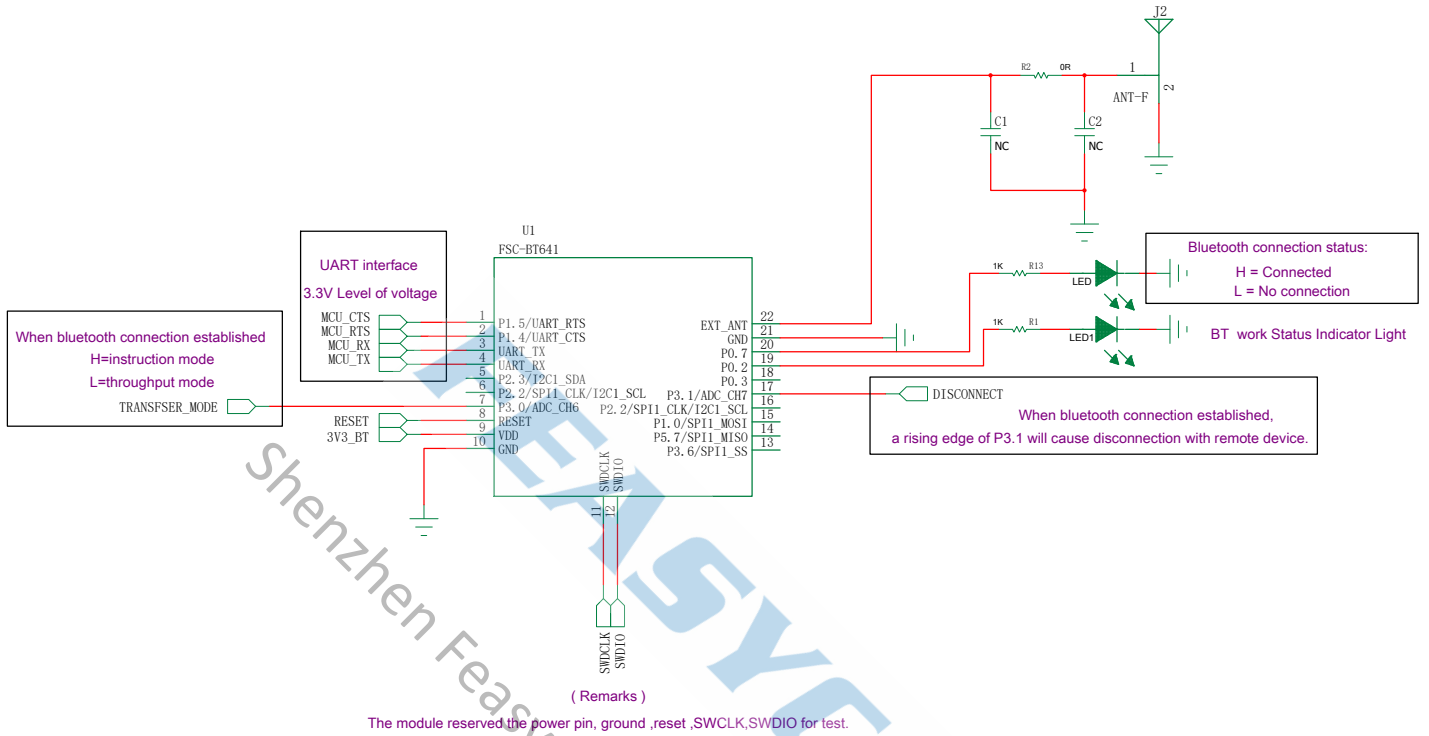 J2
R2 0R
1
2
ANT-F
C1
NC
C2
NC
U1
FSC-BT641
UART interface
3.3V Level of voltage
MCU_CTS
MCU_RTS
MCU_RX
MCU_TX
When bluetooth connection established
H=instruction mode
L=throughput mode
TRANSFSER_MODE
RESET
3V3_BT
1 P1.5/UART_RTS
2 P1.4/UART_CTS
3 UART_TX
4 UART_RX
5 P2.3/I2C1_SDA
6 P2.2/SPI1_CLK/I2C1_SCL
7 P3.0/ADC_CH6
8 RESET
9 VDD
10 GND
EXT_ANT 22
GND 21
P0.7 20
P0.2 19
P0.3 18
P3.1/ADC_CH7 17
P2.2/SPI1_CLK/I2C1_SCL 16
P1.0/SPI1_MOSI 15
P5.7/SPI1_MISO 14
P3.6/SPI1_SS 13
SWDCLK
SWDIO
11
12
SWDCLK
SWDIO
1K R13
LED
Bluetooth connection status:
H = Connected
L = No connection
1K R1
LED1
BT work Status Indicator Light
DISCONNECT
When bluetooth connection established,
a rising edge of P3.1 will cause disconnection with remote device.
( Remarks )
The module reserved the power pin, ground ,reset ,SWCLK,SWDIO for test.
Shenzhen Feasy
FEASYC